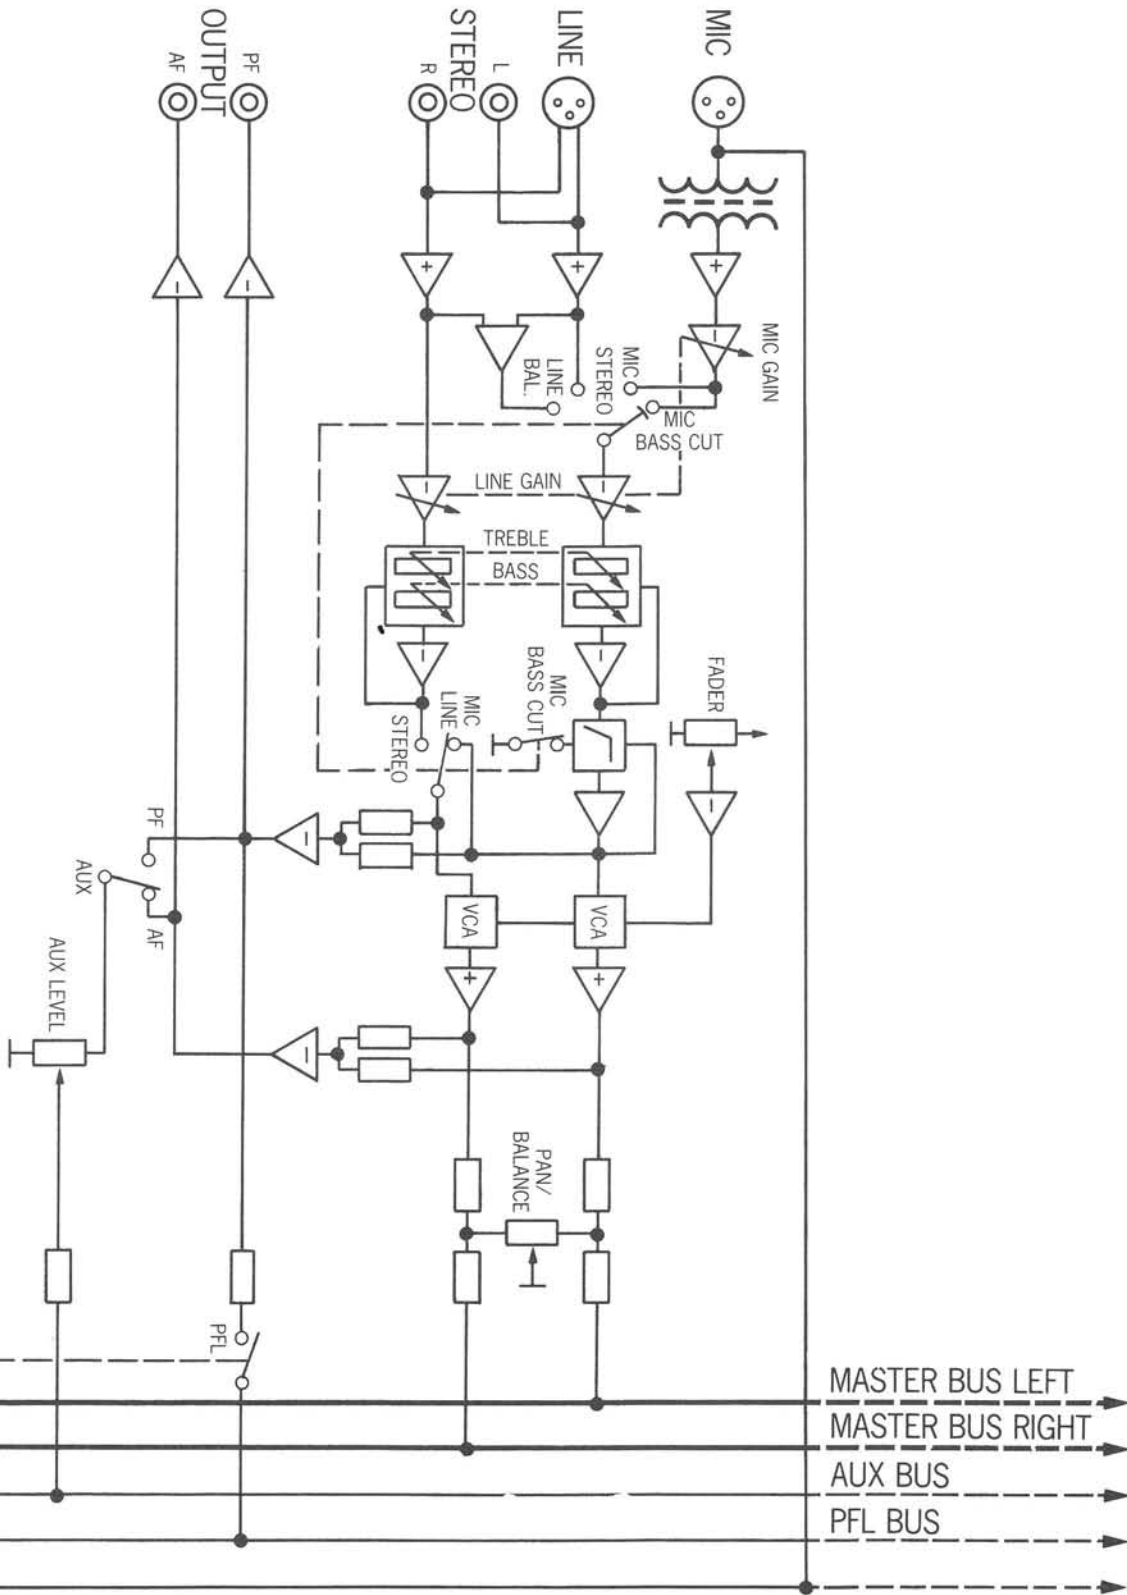 OUTPUT
AF
PF
STEREO
R
L
LINE
MIC
+
+
+
−
−
−
MIC GAIN
MIC
STEREO
LINE
BAL.
MIC
BASS CUT
−
LINE GAIN
−
TREBLE
BASS
−
−
MIC
BASS CUT
FADER
MIC
LINE
STEREO
−
PF
−
AUX
AF
VCA
VCA
+
+
AUX LEVEL
−
PAN/
BALANCE
PFL
MASTER BUS LEFT
MASTER BUS RIGHT
AUX BUS
PFL BUS